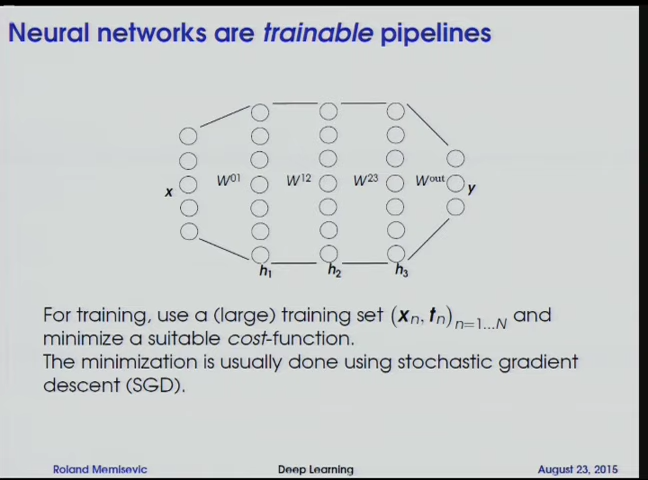 Neural networks are trainable pipelines
x W⁰¹ W¹² W²³ Wᵒᵘᵗ y
h₁ h₂ h₃
For training, use a (large) training set (xₙ, tₙ)ₙ₌₁…N and
minimize a suitable cost-function.
The minimization is usually done using stochastic gradient
descent (SGD).
Roland Memisevic Deep Learning August 23, 2015